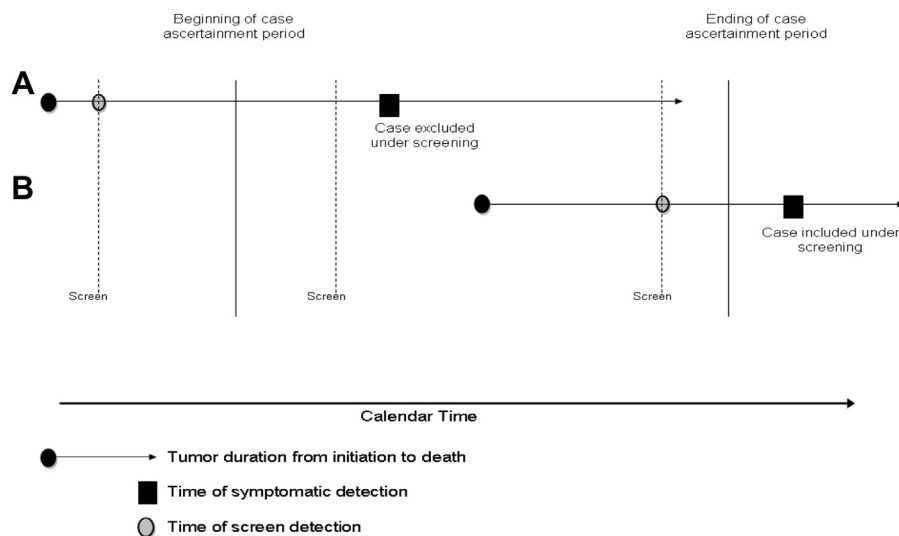 Beginning of case
ascertainment period
Ending of case
ascertainment period
A
Case excluded
under screening
B
Case included under
screening
Screen
Screen
Screen
Calendar Time
Tumor duration from initiation to death
Time of symptomatic detection
Time of screen detection